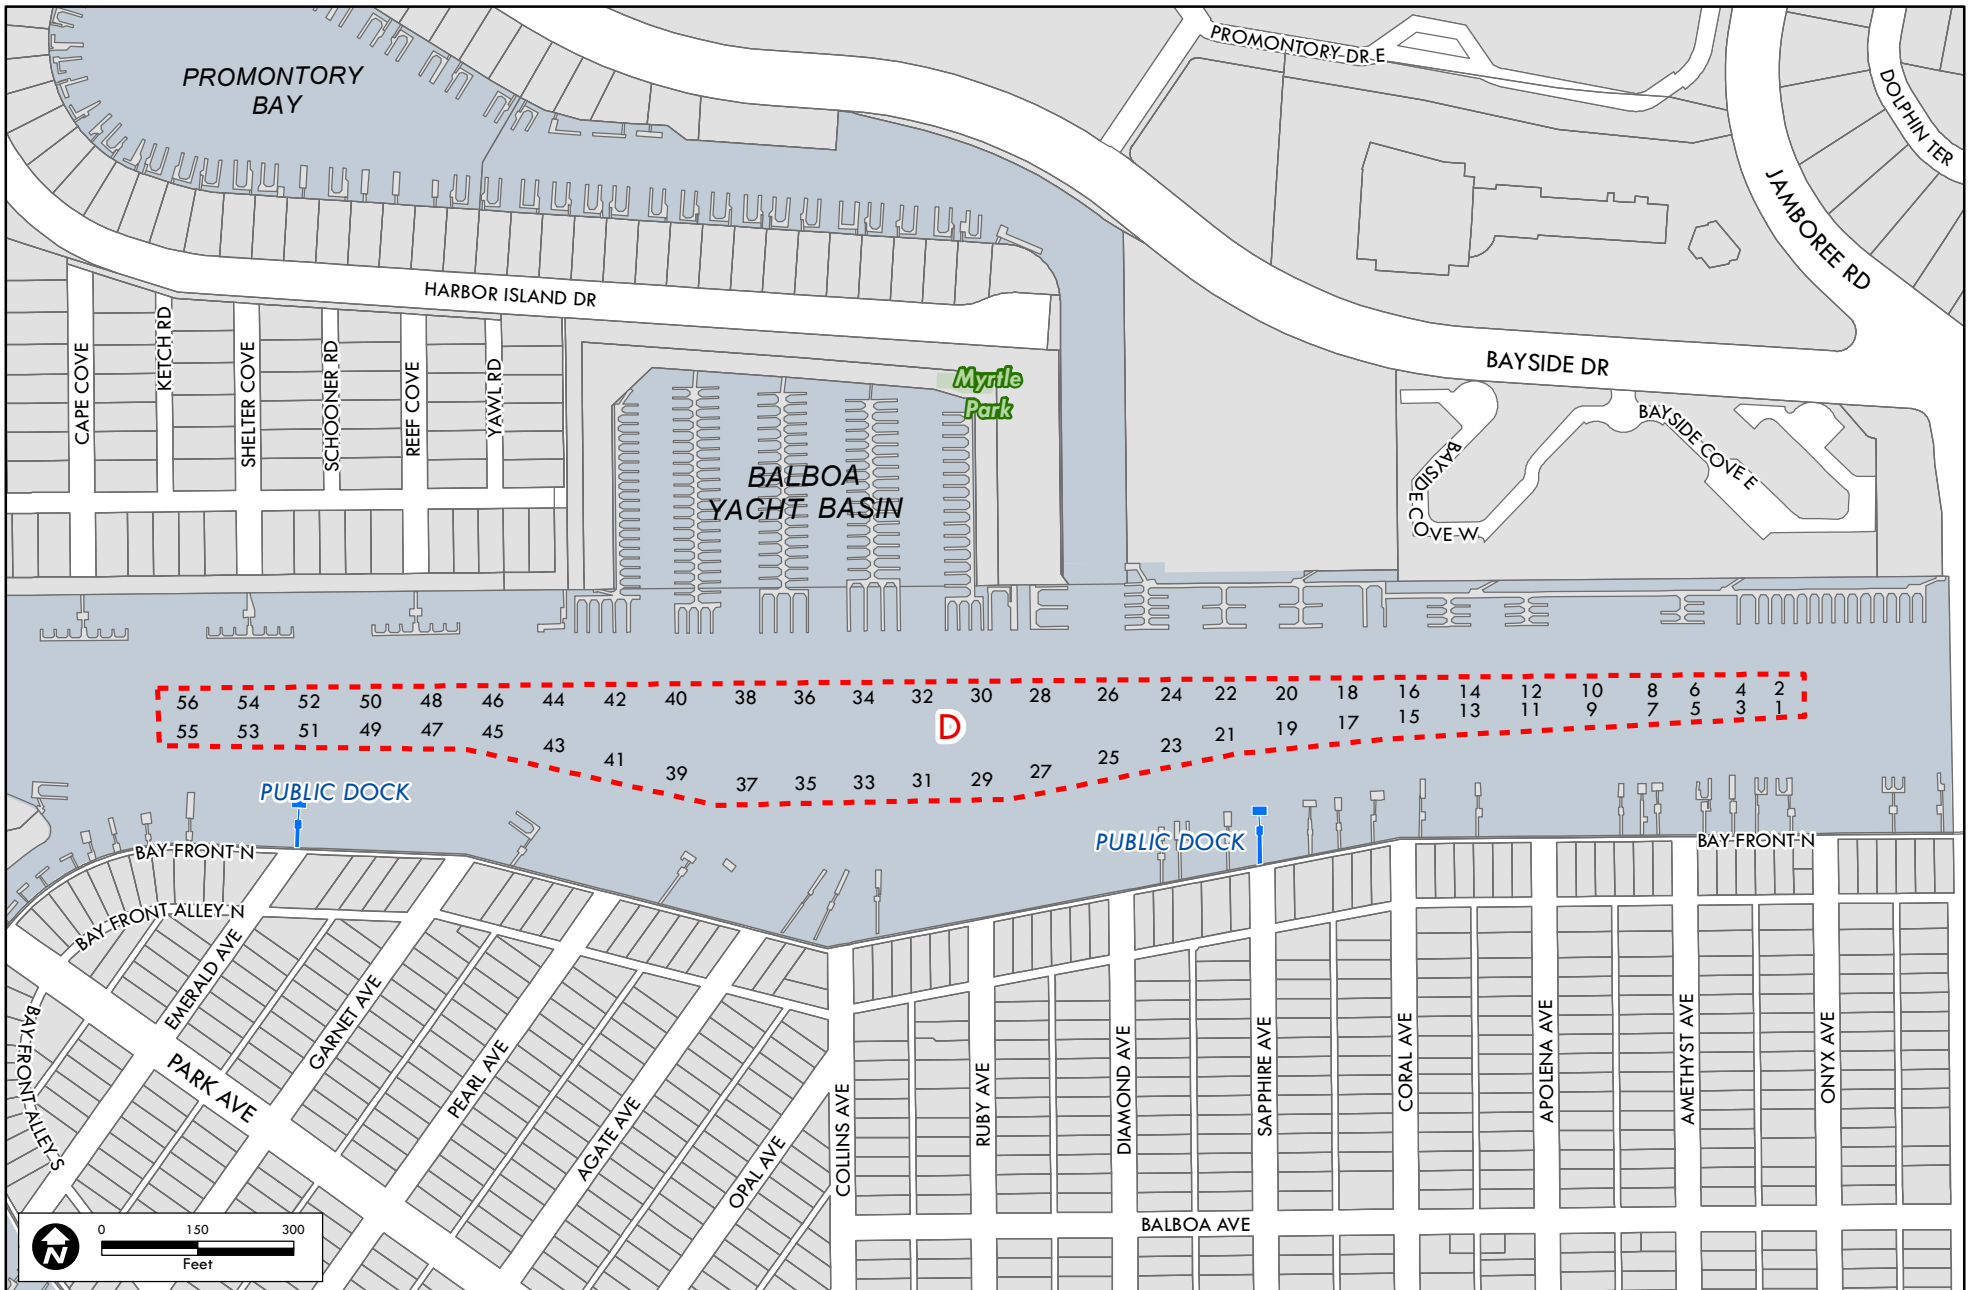 PROMONTORY DR E
PROMONTORY
BAY
DOLPHIN TER
JAMBOREE RD
HARBOR ISLAND DR
BAYSIDE DR
CAPE COVE
KETCH RD
SHELTER COVE
SCHOONER RD
REEF COVE
YAWL RD
Myrtle
Park
BALBOA
YACHT BASIN
BAYSIDE COVE W
BAYSIDE COVE E
56 54 52 50 48 46 44 42 40 38 36 34 32 30 28 26 24 22 20 18 16 14 12 10 8 6 4 2
55 53 51 49 47 45 43 41 39 37 35 33 31 29 27 25 23 21 19 17 15 13 11 9 7 5 3 1
D
PUBLIC DOCK
PUBLIC DOCK
BAY FRONT N
BAY FRONT N
BAY FRONT ALLEY N
BAY FRONT ALLEY S
EMERALD AVE
PARK AVE
GARNET AVE
PEARL AVE
AGATE AVE
OPAL AVE
COLLINS AVE
RUBY AVE
DIAMOND AVE
SAPPHIRE AVE
CORAL AVE
APOLENA AVE
AMETHYST AVE
ONYX AVE
BALBOA AVE
N
0 150 300
Feet